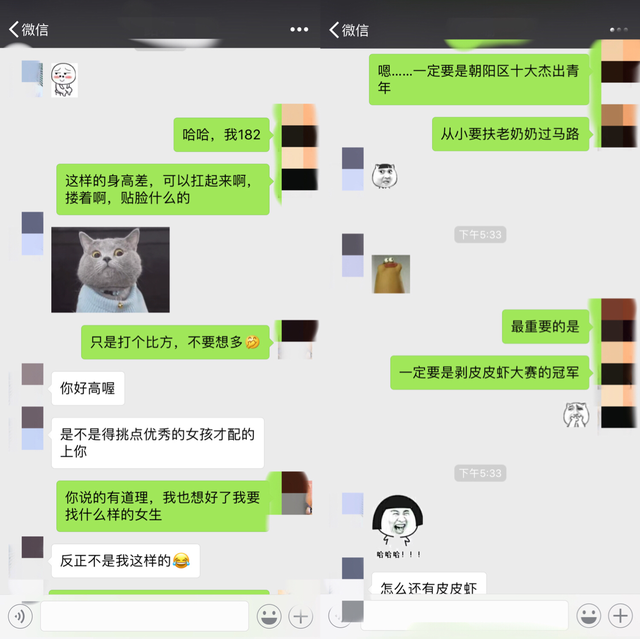 微信
哈哈，我182
这样的身高差，可以扛起来啊，
搂着啊，贴脸什么的
只是打个比方，不要想多🤣
你好高喔
是不是得挑点优秀的女孩才配的
上你
你说的有道理，我也想好了我要
找什么样的女生
反正不是我这样的😂
微信
嗯……一定要是朝阳区十大杰出青
年
从小要扶老奶奶过马路
下午5:33
最重要的是
一定要是剥皮皮虾大赛的冠军
下午5:33
哈哈哈！！！
怎么还有皮皮虾